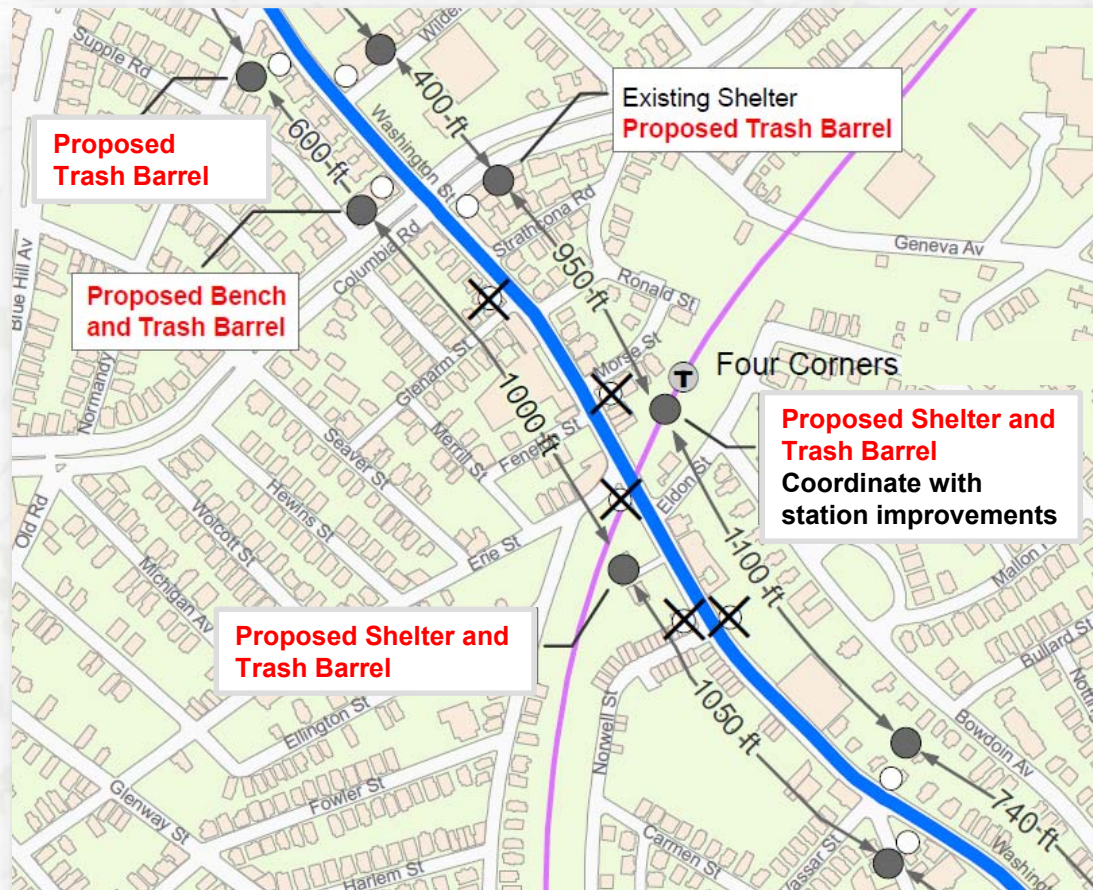 Supple Rd
Wilder
400-ft
Existing Shelter
Proposed Trash Barrel
Proposed
Trash Barrel
600-ft
Washington St
Strathcona Rd
950-ft
Geneva Av
Columbia Rd
Blue Hill Av
Ronald St
Proposed Bench
and Trash Barrel
Normandy
Glenarm St
Morse St
T
Four Corners
1000 ft
Merrill St
Seaver St
Fenelon St
Proposed Shelter and
Trash Barrel
Coordinate with
station improvements
Eldon St
Hewins St
Wolcott St
Old Rd
Erie St
Michigan Av
1100-ft
Proposed Shelter and
Trash Barrel
Bullard St
1050-ft
Norwell St
Ellington St
Bowdoin Av
Glenway St
Fowler St
740-ft
Carmen St
Harlem St